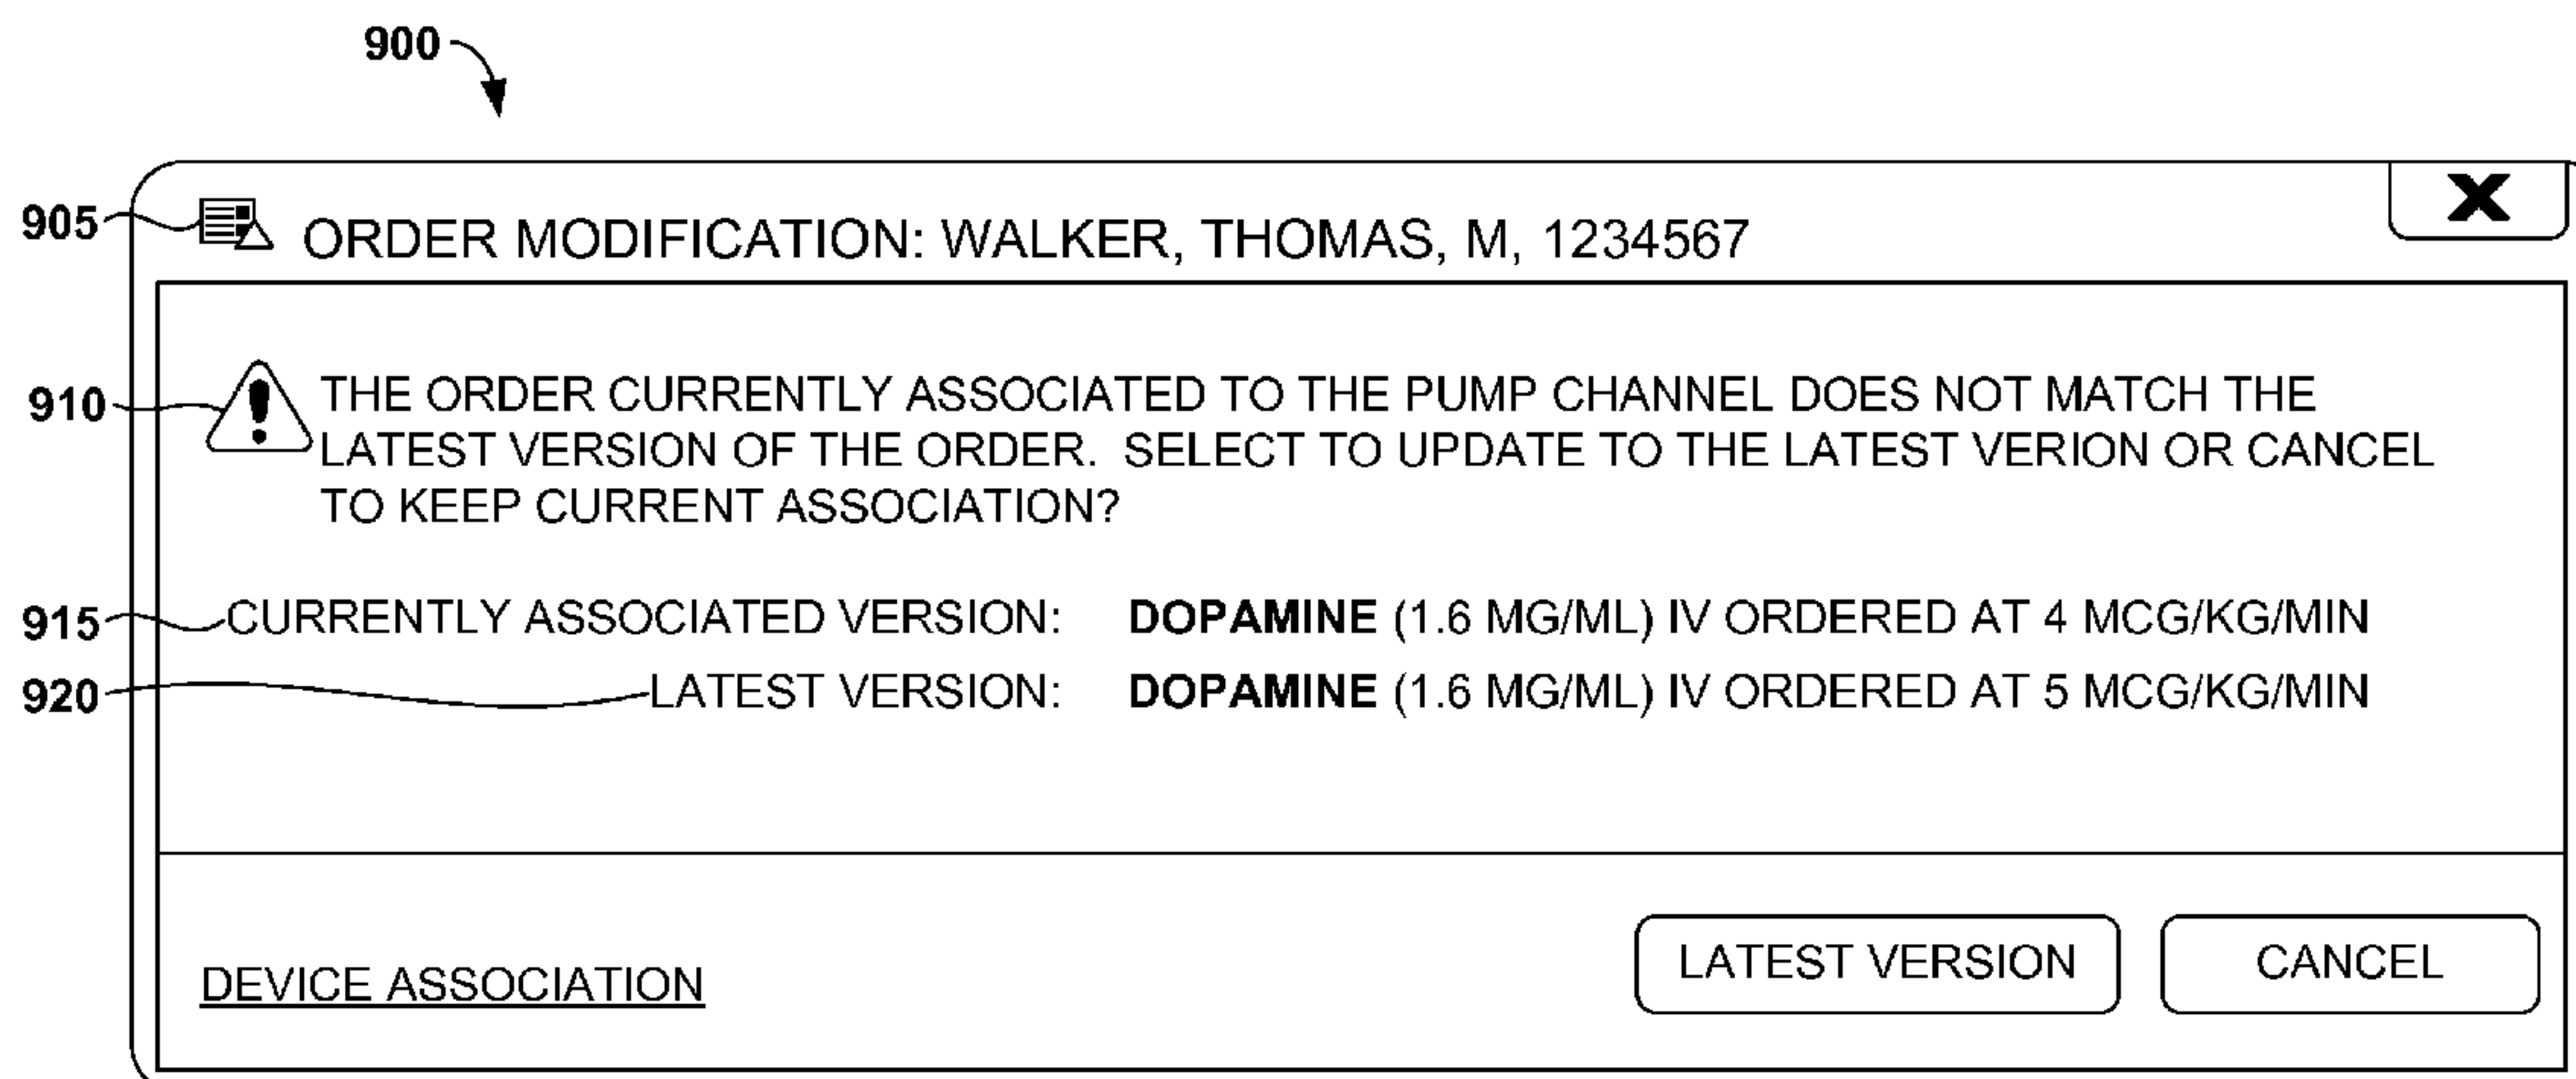 900
905
ORDER MODIFICATION: WALKER, THOMAS, M, 1234567
X
910
THE ORDER CURRENTLY ASSOCIATED TO THE PUMP CHANNEL DOES NOT MATCH THE
LATEST VERSION OF THE ORDER. SELECT TO UPDATE TO THE LATEST VERION OR CANCEL
TO KEEP CURRENT ASSOCIATION?
915 CURRENTLY ASSOCIATED VERSION: DOPAMINE (1.6 MG/ML) IV ORDERED AT 4 MCG/KG/MIN
920 LATEST VERSION: DOPAMINE (1.6 MG/ML) IV ORDERED AT 5 MCG/KG/MIN
DEVICE ASSOCIATION LATEST VERSION CANCEL